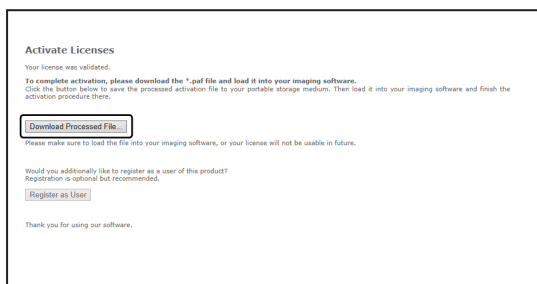 Activate Licenses
Your license was validated.
To complete activation, please download the *.paf file and load it into your imaging software.
Click the button below to save the processed activation file to your portable storage medium. Then load it into your imaging software and finish the
activation procedure there.
Download Processed File...
Please make sure to load the file into your imaging software, or your license will not be usable in future.
Would you additionally like to register as a user of this product?
Registration is optional but recommended.
Register as User
Thank you for using our software.